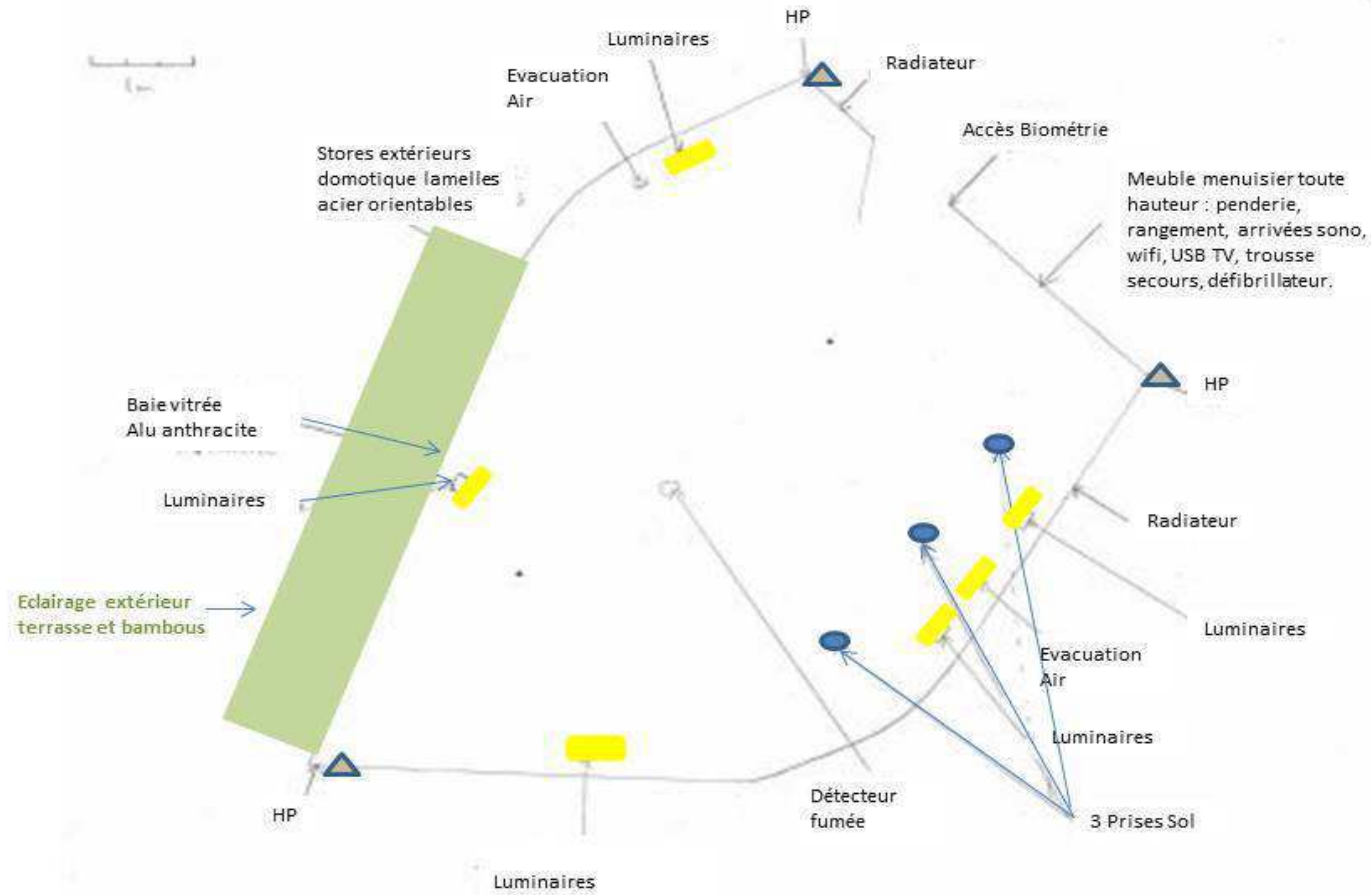 HP
Luminaires
Radiateur
Evacuation
Air
Accès Biométrie
Stores extérieurs
domotique lamelles
acier orientables
Meuble menuisier toute
hauteur : penderie,
rangement, arrivées sono,
wifi, USB TV, trousse
secours, défibrillateur.
HP
Baie vitrée
Alu anthracite
Luminaires
Radiateur
Eclairage extérieur
terrasse et bambous
Luminaires
Evacuation
Air
Luminaires
Détecteur
fumée
HP
3 Prises Sol
Luminaires